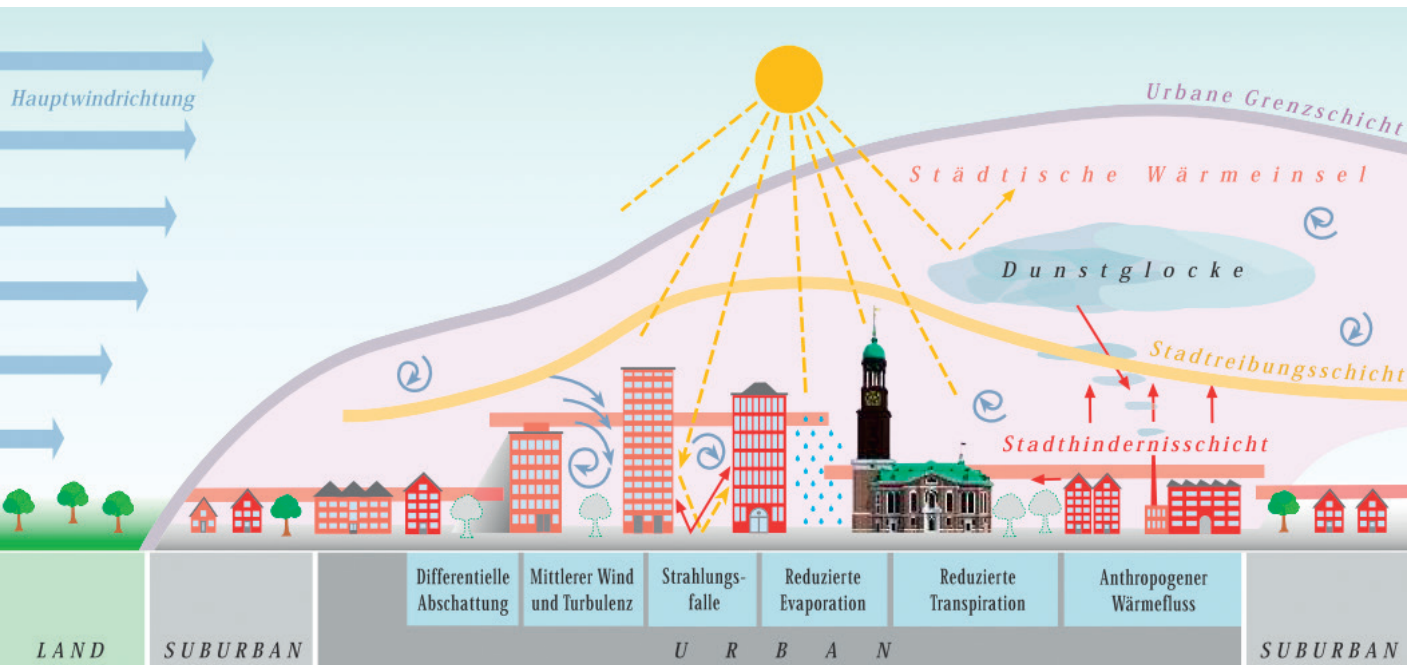 Hauptwindrichtung
Urbane Grenzschicht
Städtische Wärmeinsel
Dunstglocke
Stadtreibungsschicht
Stadthindernisschicht
Differentielle
Abschattung
Mittlerer Wind
und Turbulenz
Strahlungs-
falle
Reduzierte
Evaporation
Reduzierte
Transpiration
Anthropogener
Wärmefluss
LAND
SUBURBAN
URBAN
SUBURBAN